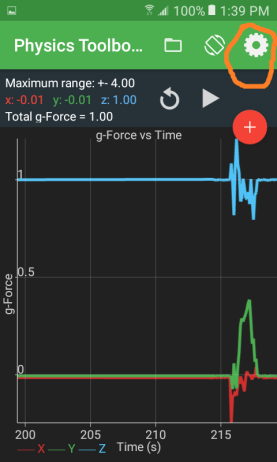 100% 1:39 PM
Physics Toolbo...
Maximum range: +- 4.00
x: -0.01 y: -0.01 z: 1.00
Total g-Force = 1.00
+
g-Force vs Time
1
0.5
0
g-Force
200 205 210 215
X Y Z Time (s)